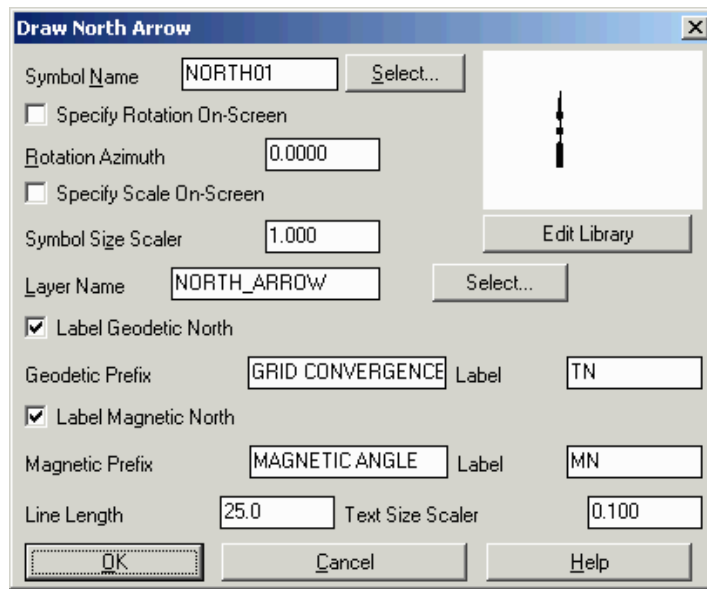 Draw North Arrow
Symbol Name NORTH01 Select...
Specify Rotation On-Screen
Rotation Azimuth 0.0000
Specify Scale On-Screen
Symbol Size Scaler 1.000 Edit Library
Layer Name NORTH_ARROW Select...
Label Geodetic North
Geodetic Prefix GRID CONVERGENCE Label TN
Label Magnetic North
Magnetic Prefix MAGNETIC ANGLE Label MN
Line Length 25.0 Text Size Scaler 0.100
OK Cancel Help